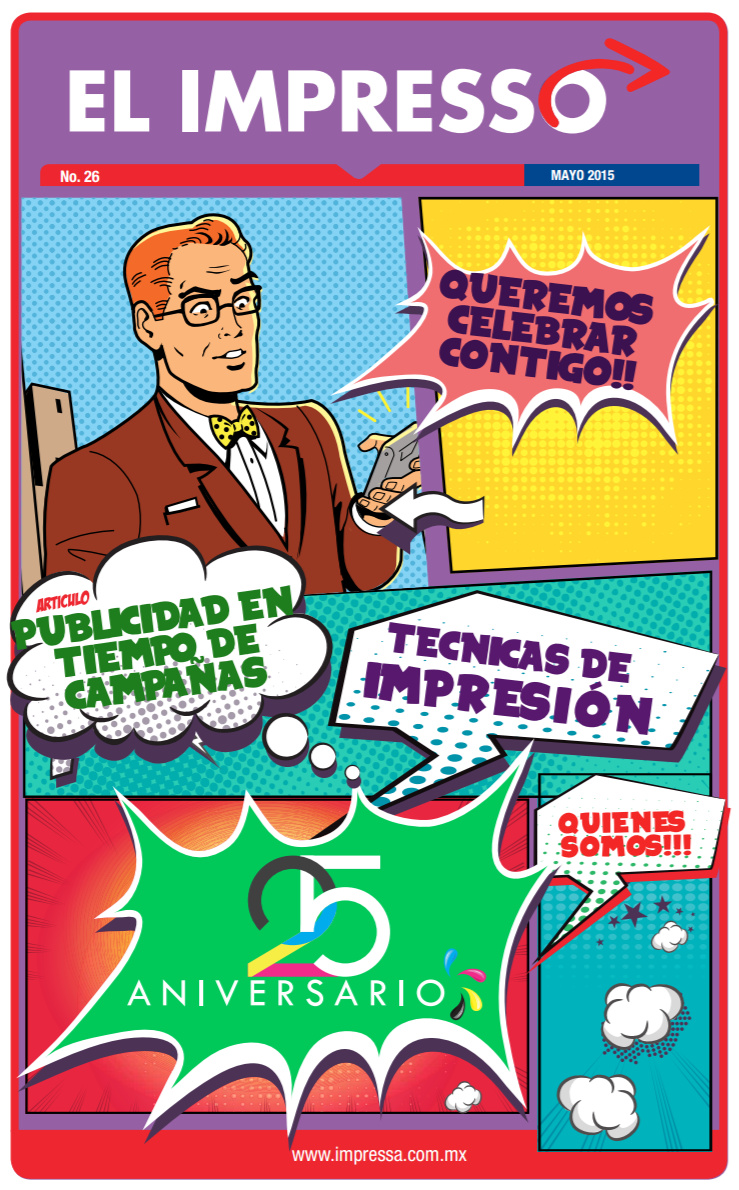 EL IMPRESSO
No. 26
MAYO 2015
QUEREMOS
CELEBRAR
CONTIGO!!
ARTICULO
PUBLICIDAD EN
TIEMPO DE
CAMPAÑAS
TECNICAS DE
IMPRESIÓN
QUIENES
SOMOS!!!
25
ANIVERSARIO
www.impressa.com.mx